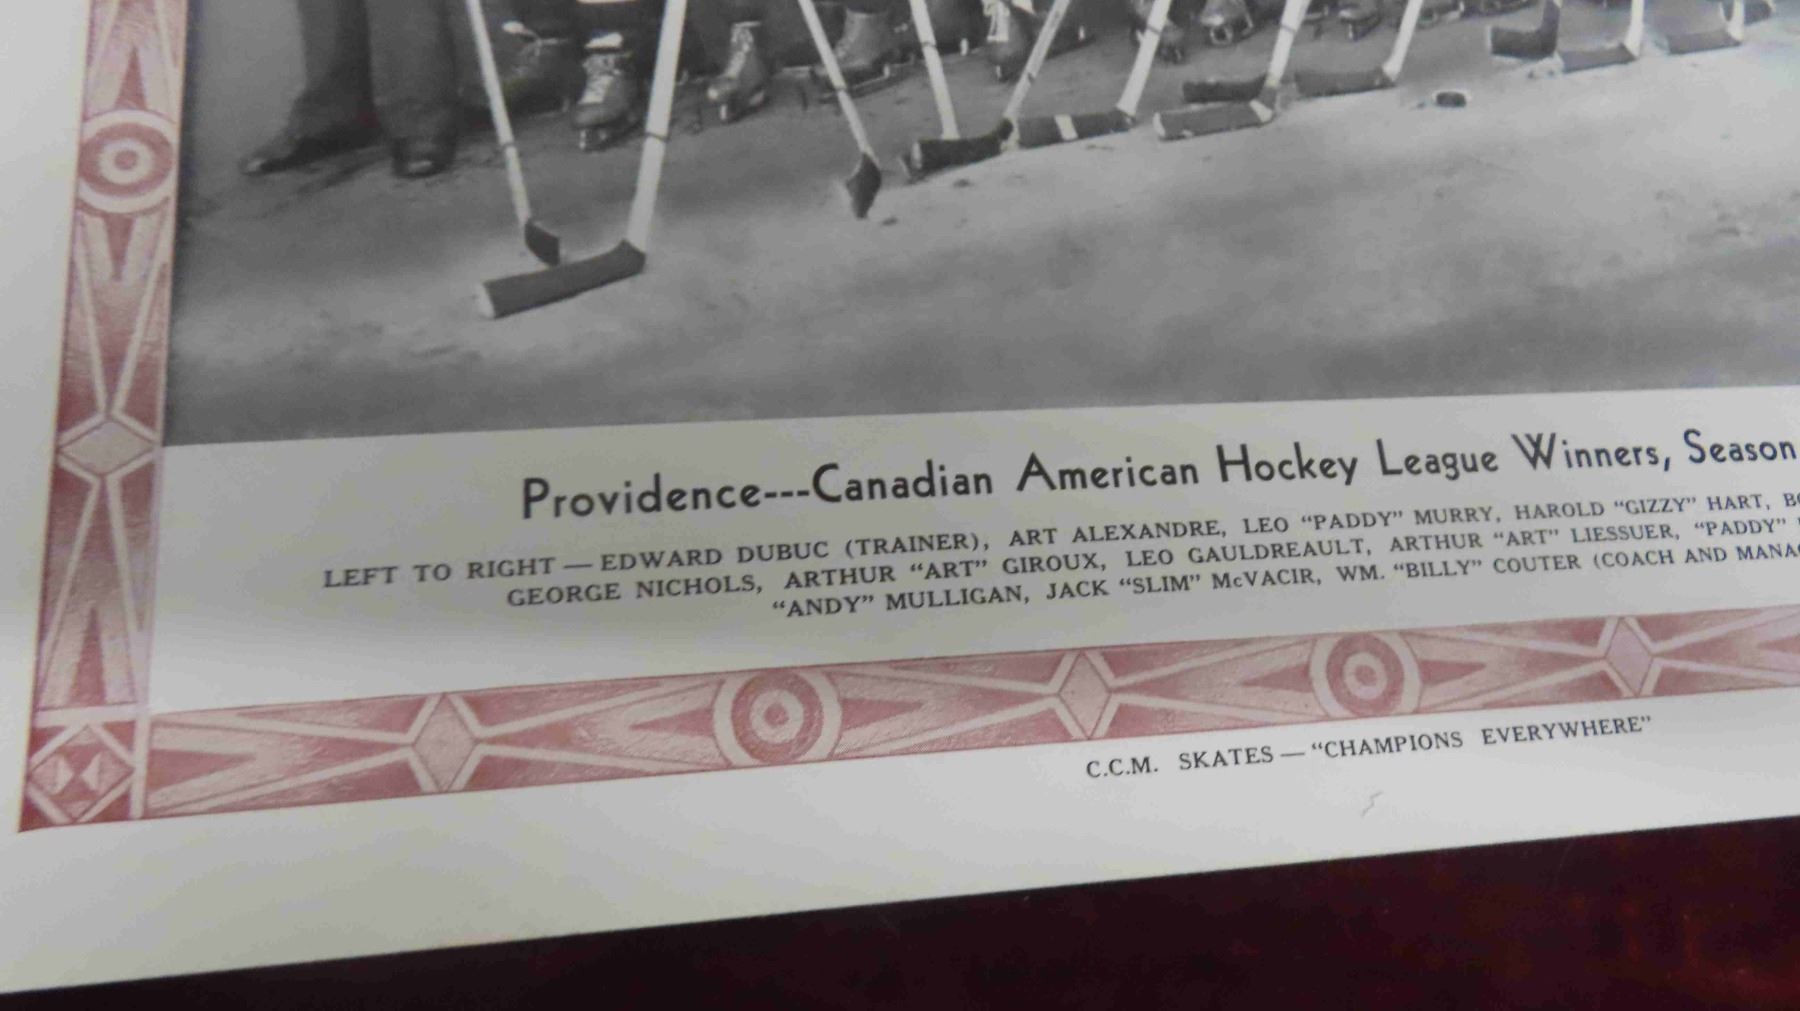 Providence---Canadian American Hockey League Winners, Season
LEFT TO RIGHT — EDWARD DUBUC (TRAINER), ART ALEXANDRE, LEO “PADDY” MURRY, HAROLD “GIZZY” HART,
GEORGE NICHOLS, ARTHUR “ART” GIROUX, LEO GAULDREAULT, ARTHUR “ART” LIESSUER, “PADDY”
“ANDY” MULLIGAN, JACK “SLIM” McVACIR, WM. “BILLY” COUTER (COACH AND
C.C.M. SKATES — “CHAMPIONS EVERYWHERE”